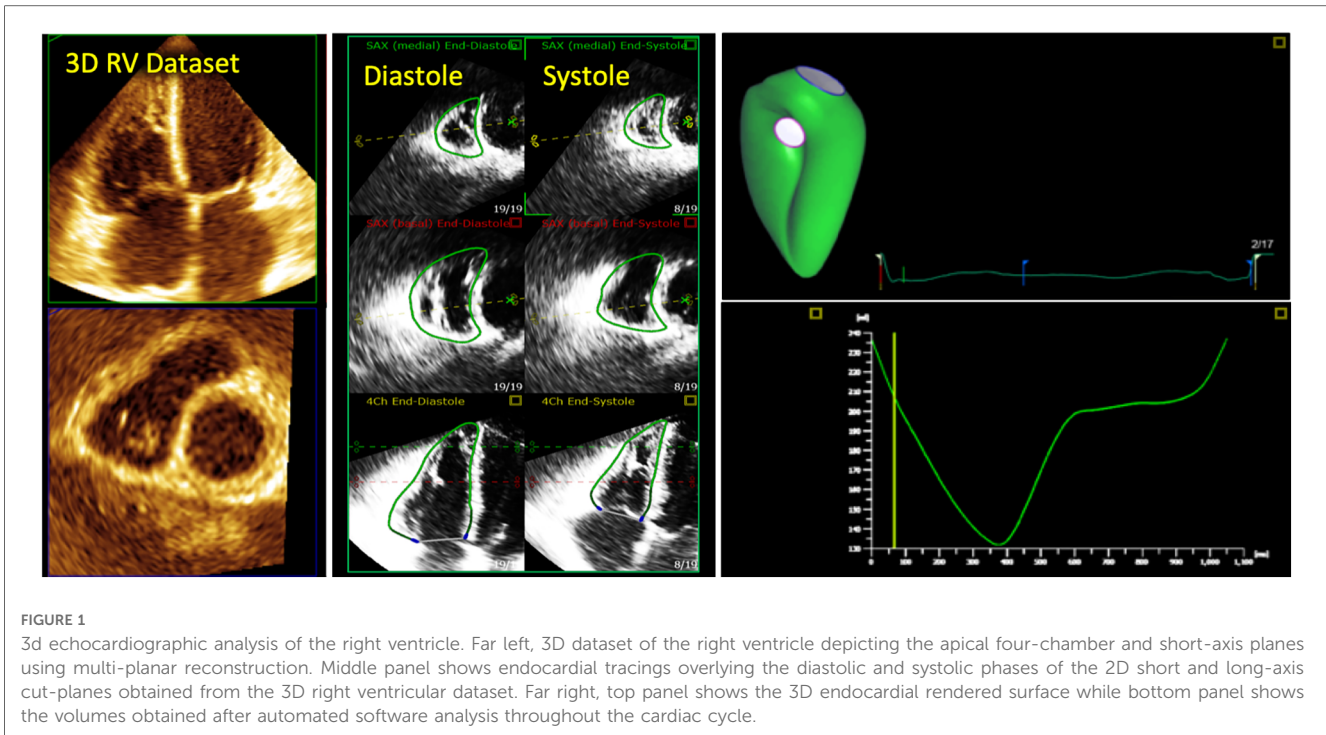 3D RV Dataset
SAX (medial) End-Diastole
SAX (medial) End-Systole
Diastole
Systole
19/19
8/19
SAX (basal) End-Diastole
SAX (basal) End-Systole
19/19
8/19
4Ch End-Diastole
4Ch End-Systole
8/19
2/17
[ml]
240
230
220
210
200
190
180
170
160
150
140
130
0
100
200
300
400
500
600
700
800
900
1,000
1,100
[ms]
FIGURE 1
3d echocardiographic analysis of the right ventricle. Far left, 3D dataset of the right ventricle depicting the apical four-chamber and short-axis planes
using multi-planar reconstruction. Middle panel shows endocardial tracings overlying the diastolic and systolic phases of the 2D short and long-axis
cut-planes obtained from the 3D right ventricular dataset. Far right, top panel shows the 3D endocardial rendered surface while bottom panel shows
the volumes obtained after automated software analysis throughout the cardiac cycle.